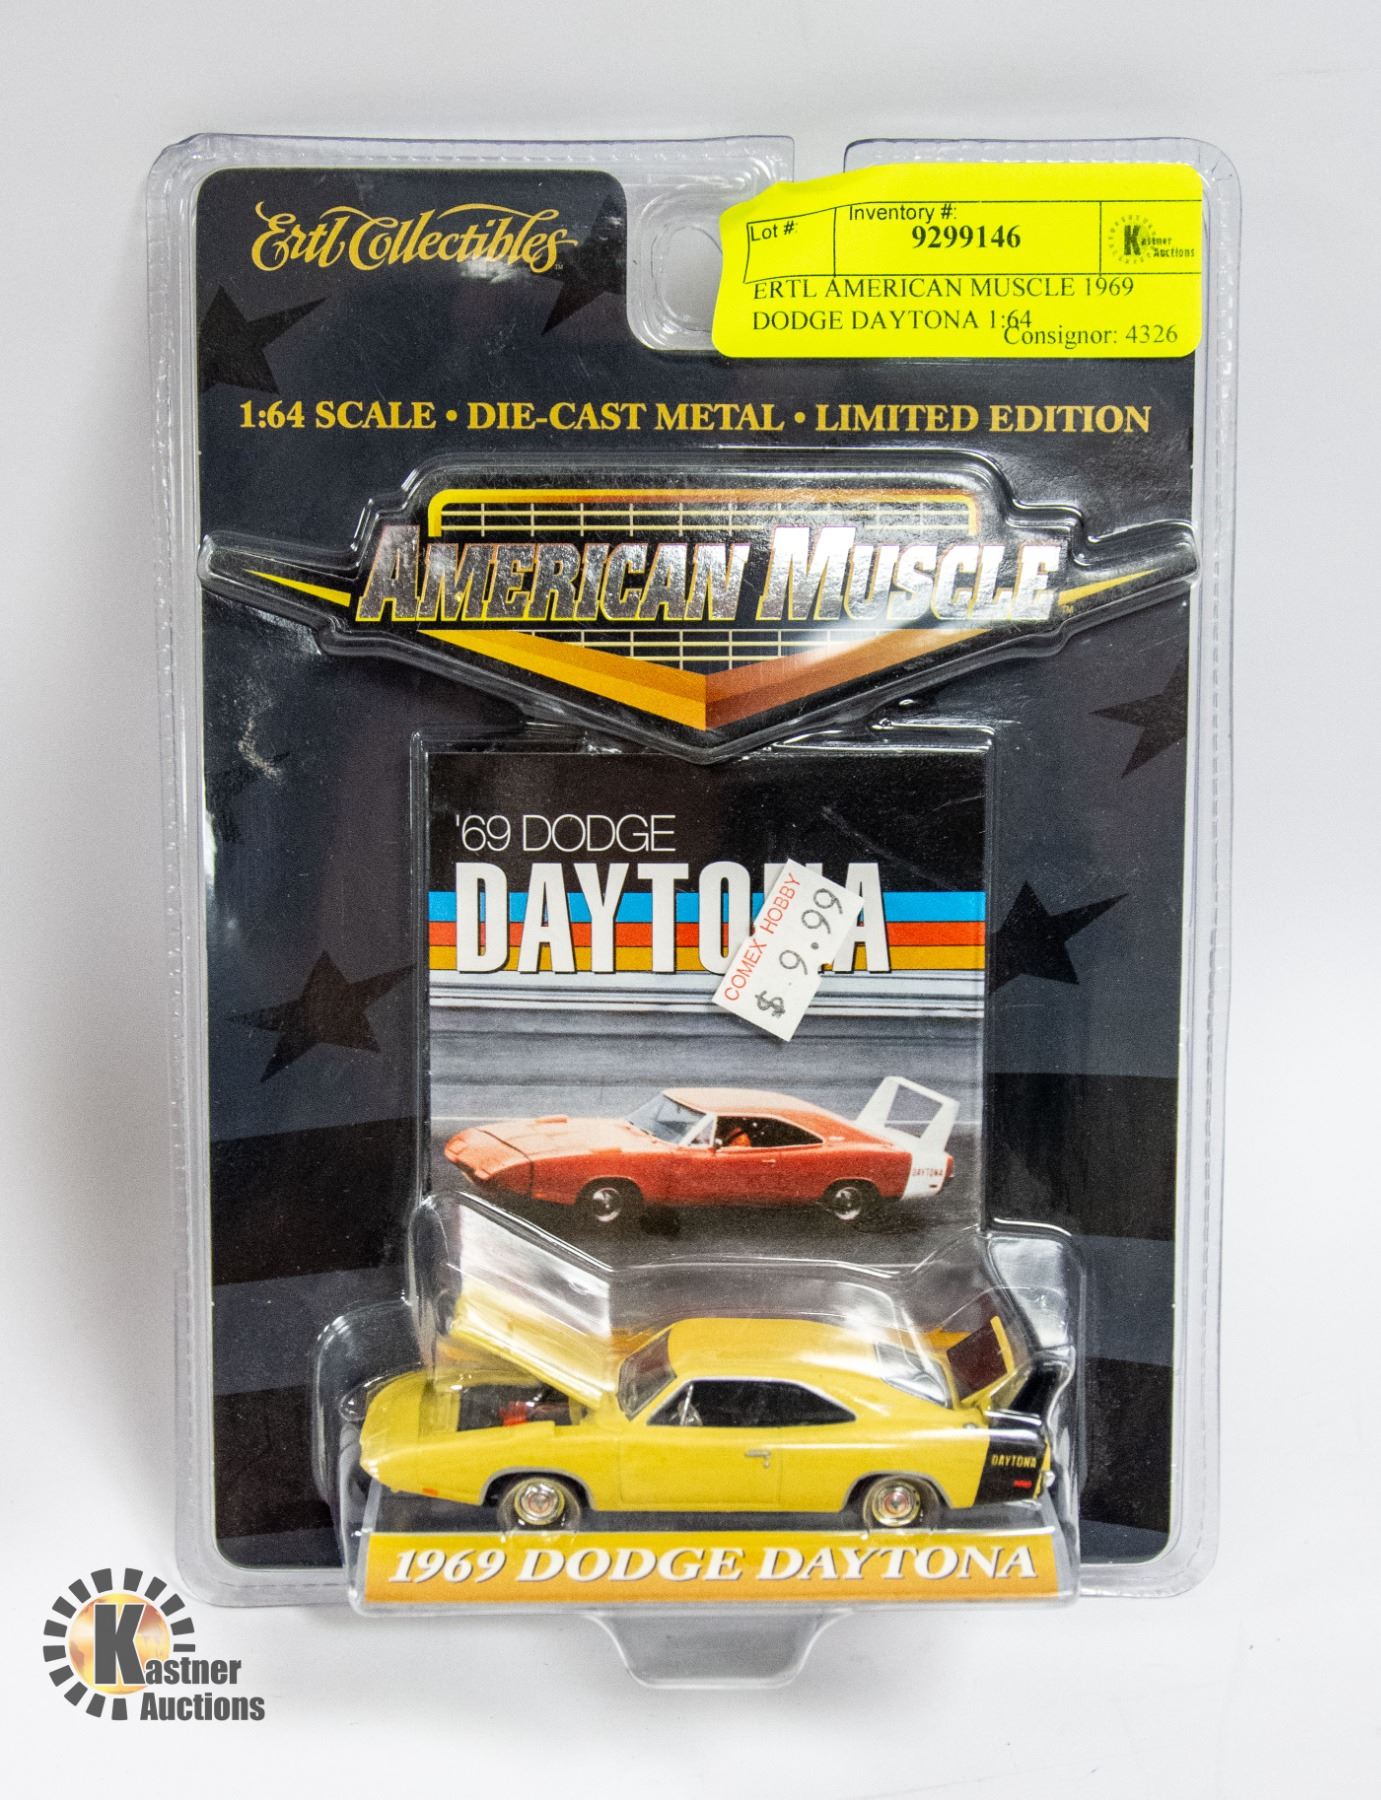 Ertl Collectibles™
Lot #:
Inventory #:
9299146
Kastner
Auctions
ERTL AMERICAN MUSCLE 1969
DODGE DAYTONA 1:64
Consignor: 4326
1:64 SCALE • DIE-CAST METAL • LIMITED EDITION
AMERICAN MUSCLE™
'69 DODGE
DAYTONA
COMEX HOBBY
$ 9.99
DAYTONA
DAYTONA
1969 DODGE DAYTONA
Kastner
Auctions